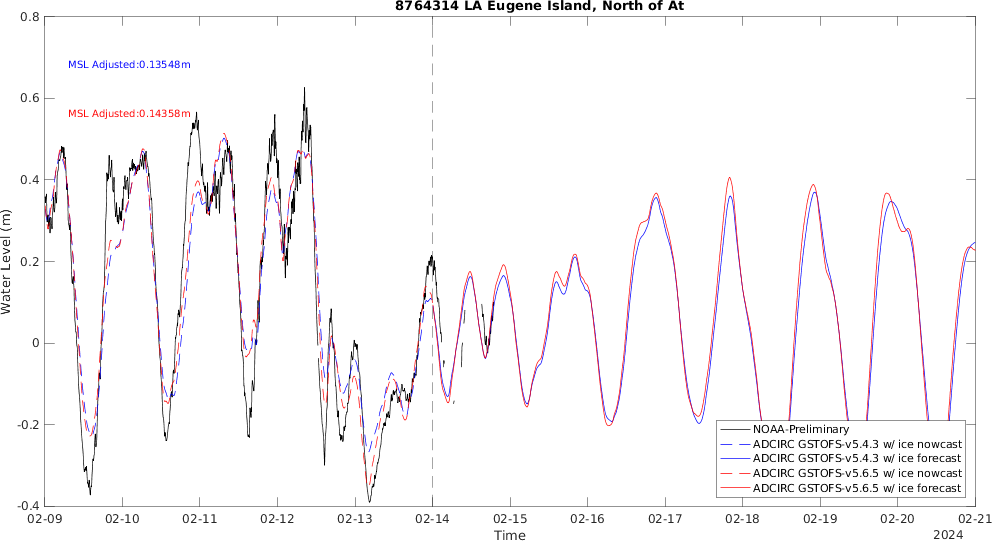 8764314 LA Eugene Island, North of At
0.8
MSL Adjusted:0.13548m
0.6
MSL Adjusted:0.14358m
0.4
0.2
Water Level (m)
0
-0.2
NOAA-Preliminary
ADCIRC GSTOFS-v5.4.3 w/ ice nowcast
ADCIRC GSTOFS-v5.4.3 w/ ice forecast
ADCIRC GSTOFS-v5.6.5 w/ ice nowcast
ADCIRC GSTOFS-v5.6.5 w/ ice forecast
-0.4
02-09 02-10 02-11 02-12 02-13 02-14 02-15 02-16 02-17 02-18 02-19 02-20 02-21
Time
2024